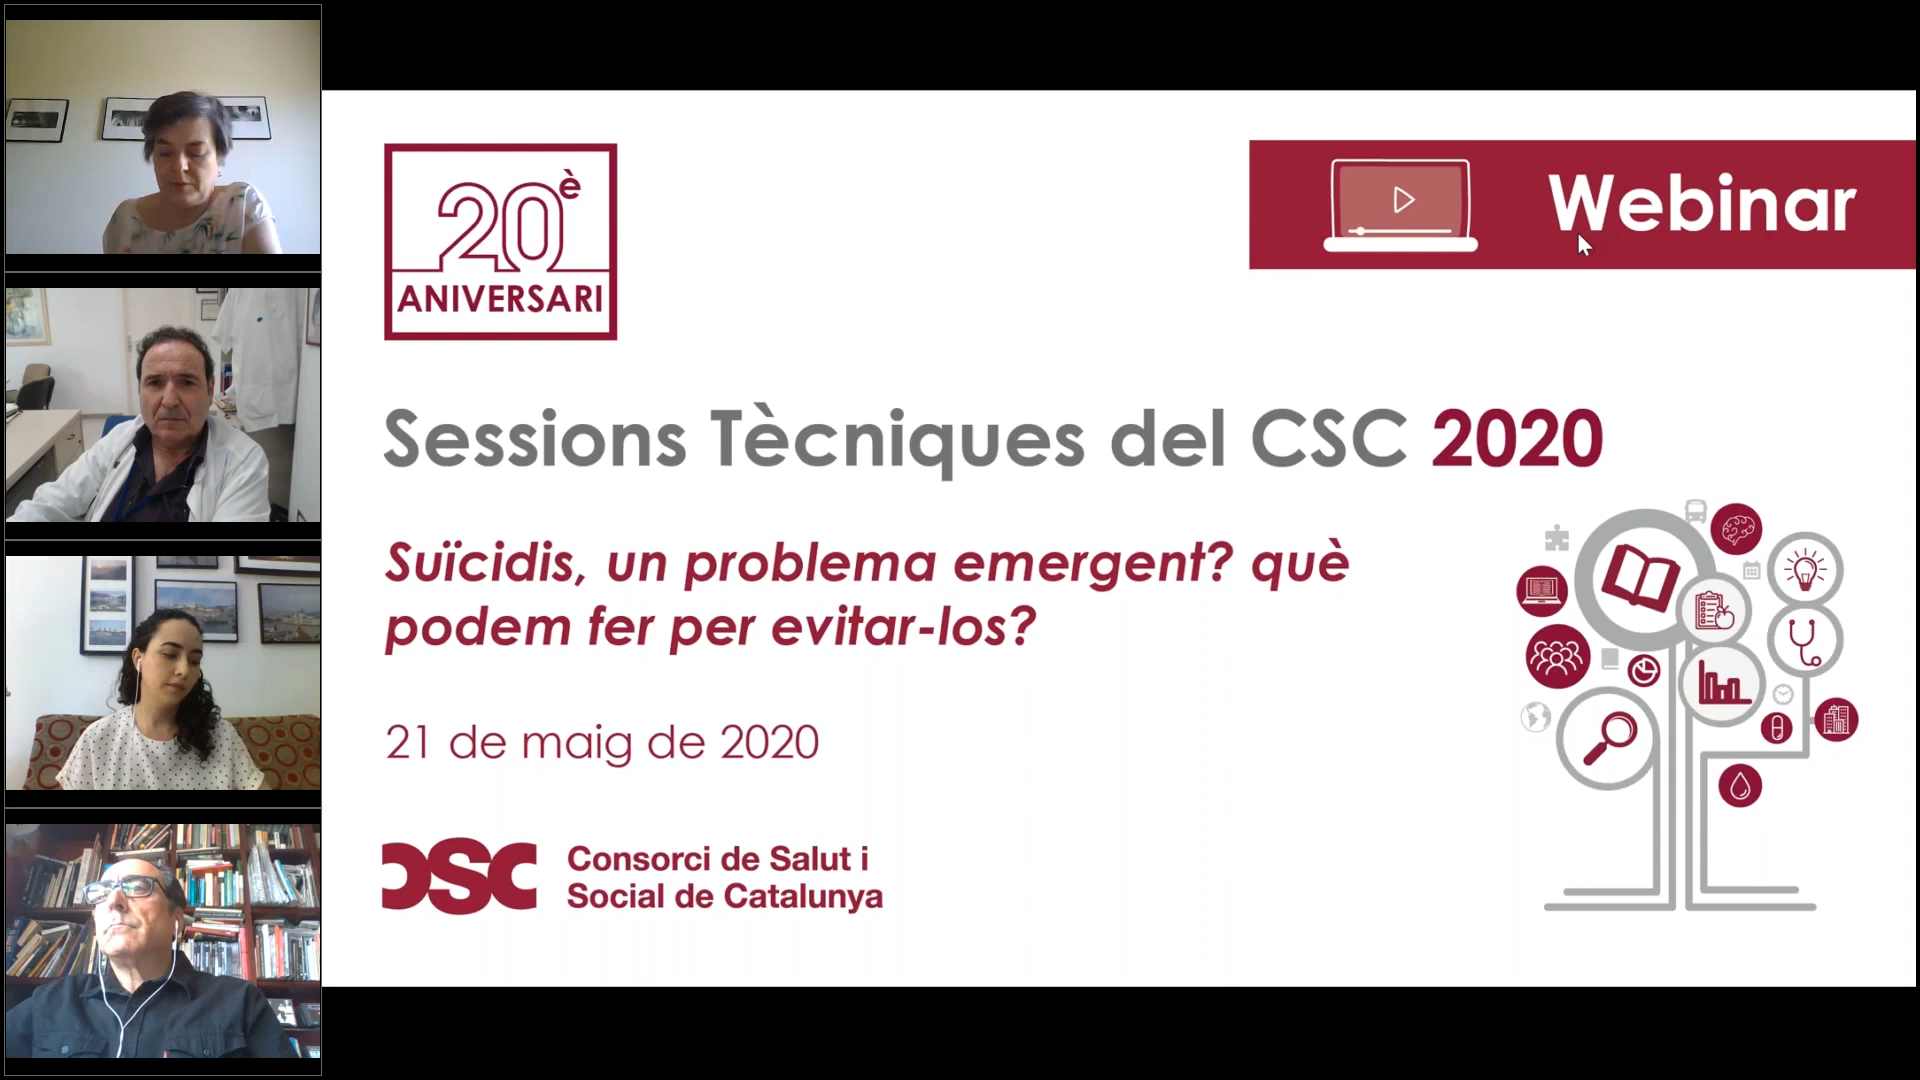 20è
ANIVERSARI
Webinar
Sessions Tècniques del CSC 2020
Suïcidis, un problema emergent? què
podem fer per evitar-los?
21 de maig de 2020
CSC
Consorci de Salut i
Social de Catalunya